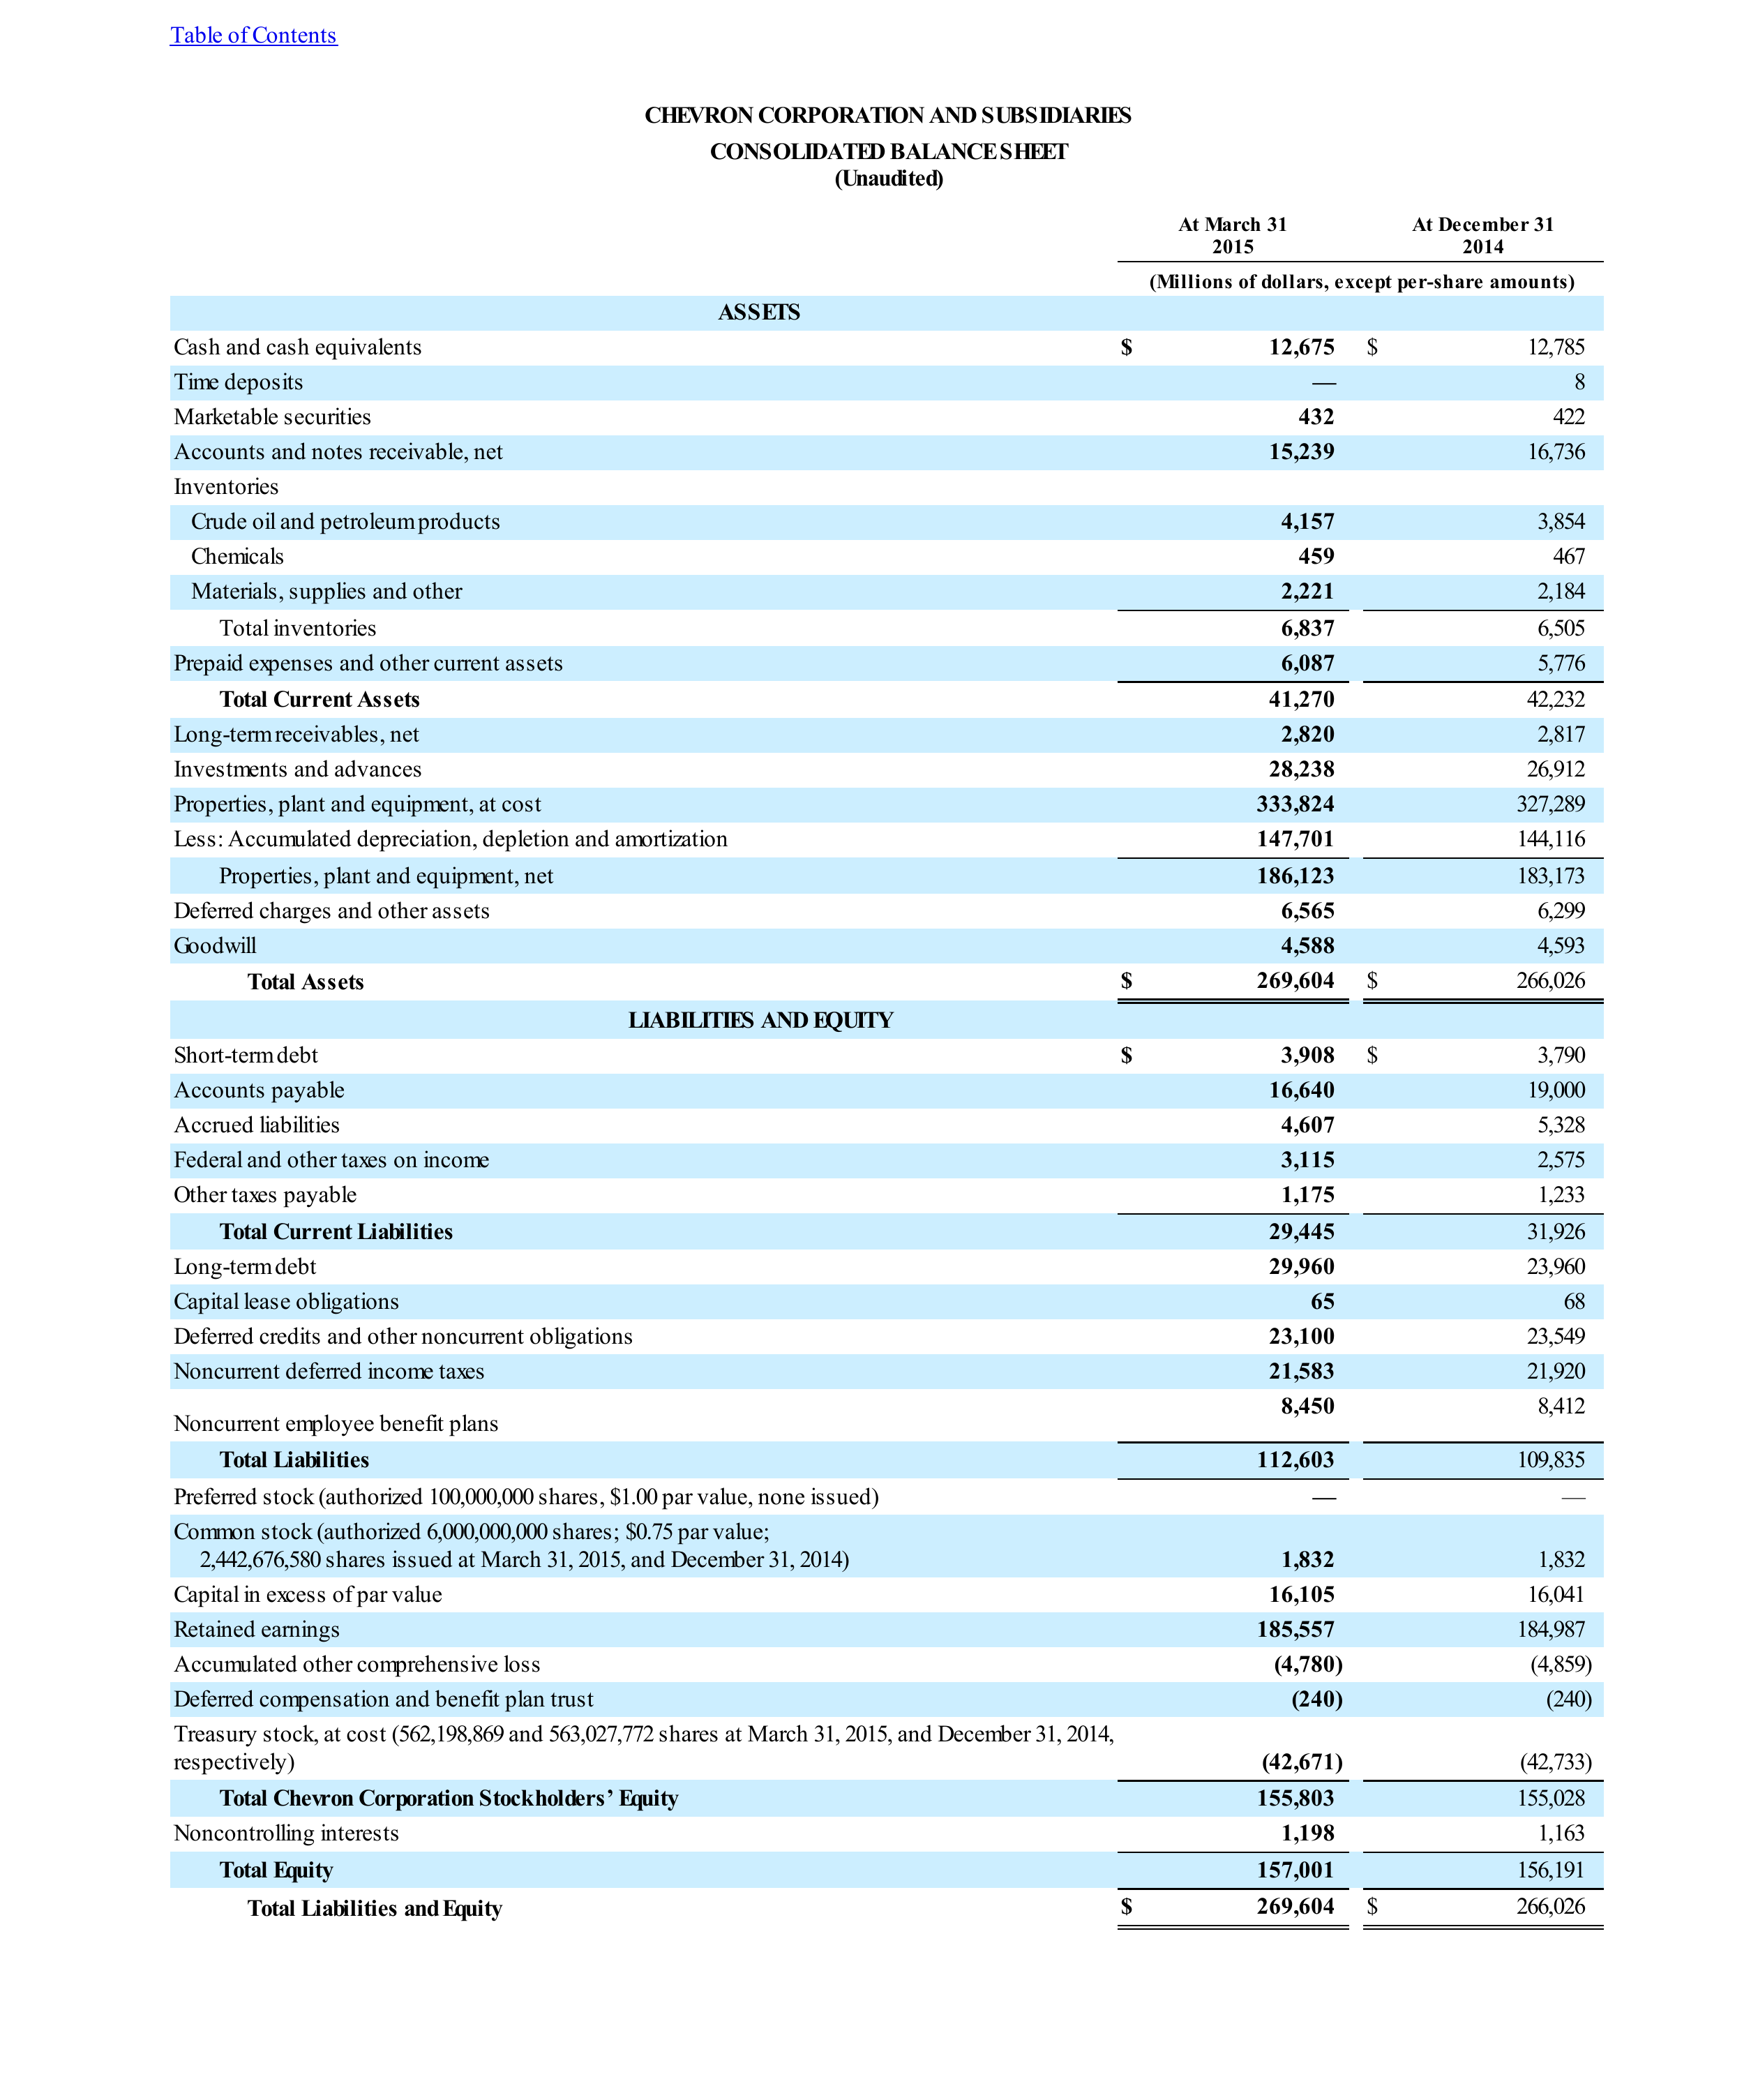 Table of Contents
CHEVRON CORPORATION AND SUBSIDIARIES
CONSOLIDATED BALANCE SHEET
(Unaudited)
At March 31 2015 At December 31 2014
(Millions of dollars, except per-share amounts)
ASSETS
Cash and cash equivalents $ 12,675 $ 12,785
Time deposits — 8
Marketable securities 432 422
Accounts and notes receivable, net 15,239 16,736
Inventories
Crude oil and petroleum products 4,157 3,854
Chemicals 459 467
Materials, supplies and other 2,221 2,184
Total inventories 6,837 6,505
Prepaid expenses and other current assets 6,087 5,776
Total Current Assets 41,270 42,232
Long-term receivables, net 2,820 2,817
Investments and advances 28,238 26,912
Properties, plant and equipment, at cost 333,824 327,289
Less: Accumulated depreciation, depletion and amortization 147,701 144,116
Properties, plant and equipment, net 186,123 183,173
Deferred charges and other assets 6,565 6,299
Goodwill 4,588 4,593
Total Assets $ 269,604 $ 266,026
LIABILITIES AND EQUITY
Short-term debt $ 3,908 $ 3,790
Accounts payable 16,640 19,000
Accrued liabilities 4,607 5,328
Federal and other taxes on income 3,115 2,575
Other taxes payable 1,175 1,233
Total Current Liabilities 29,445 31,926
Long-term debt 29,960 23,960
Capital lease obligations 65 68
Deferred credits and other noncurrent obligations 23,100 23,549
Noncurrent deferred income taxes 21,583 21,920
Noncurrent employee benefit plans 8,450 8,412
Total Liabilities 112,603 109,835
Preferred stock (authorized 100,000,000 shares, $1.00 par value, none issued) — —
Common stock (authorized 6,000,000,000 shares; $0.75 par value;
2,442,676,580 shares issued at March 31, 2015, and December 31, 2014) 1,832 1,832
Capital in excess of par value 16,105 16,041
Retained earnings 185,557 184,987
Accumulated other comprehensive loss (4,780) (4,859)
Deferred compensation and benefit plan trust (240) (240)
Treasury stock, at cost (562,198,869 and 563,027,772 shares at March 31, 2015, and December 31, 2014,
respectively) (42,671) (42,733)
Total Chevron Corporation Stockholders’ Equity 155,803 155,028
Noncontrolling interests 1,198 1,163
Total Equity 157,001 156,191
Total Liabilities and Equity $ 269,604 $ 266,026